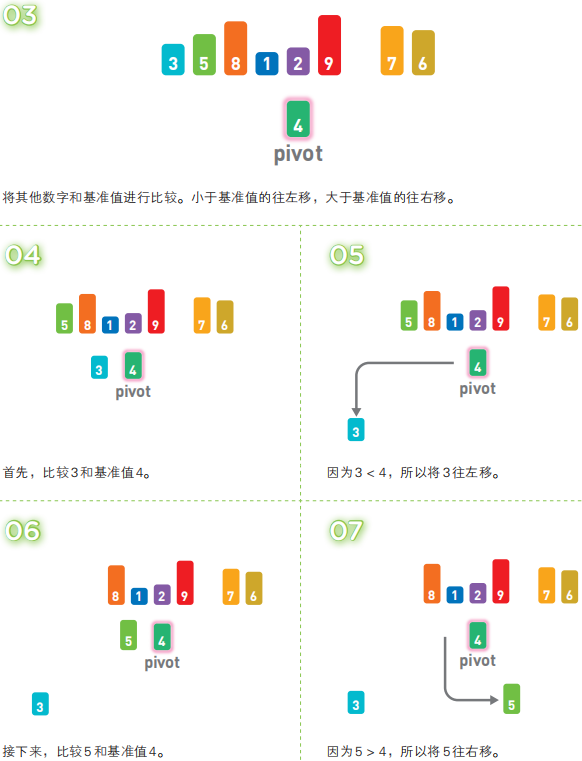 03
3 5 8 1 2 9 7 6
4
pivot
将其他数字和基准值进行比较。小于基准值的往左移，大于基准值的往右移。
04
5 8 1 2 9 7 6
3 4
pivot
首先，比较3和基准值4。
05
5 8 1 2 9 7 6
4
pivot
3
因为3 < 4，所以将3往左移。
06
8 1 2 9 7 6
5 4
pivot
3
接下来，比较5和基准值4。
07
8 1 2 9 7 6
4
pivot
3 5
因为5 > 4，所以将5往右移。